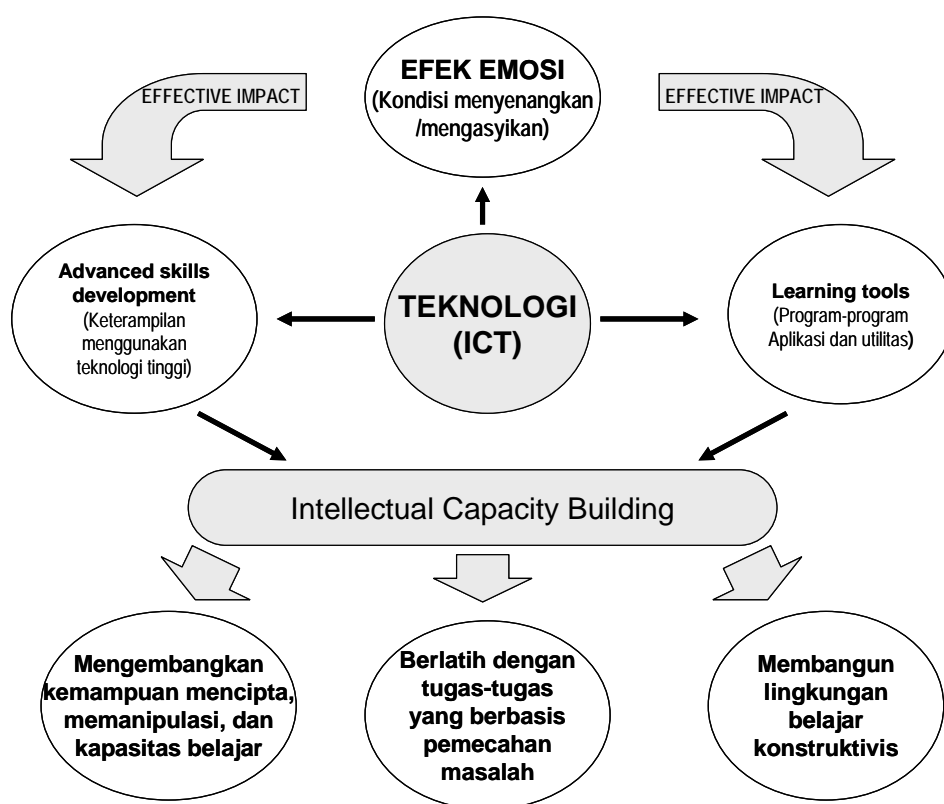 EFEK EMOSI
(Kondisi menyenangkan
/mengasyikan)
EFFECTIVE IMPACT
EFFECTIVE IMPACT
Advanced skills
development
(Keterampilan
menggunakan
teknologi tinggi)
TEKNOLOGI
(ICT)
Learning tools
(Program-program
Aplikasi dan utilitas)
Intellectual Capacity Building
Mengembangkan
kemampuan mencipta,
memanipulasi, dan
kapasitas belajar
Berlatih dengan
tugas-tugas
yang berbasis
pemecahan
masalah
Membangun
lingkungan
belajar
konstruktivis